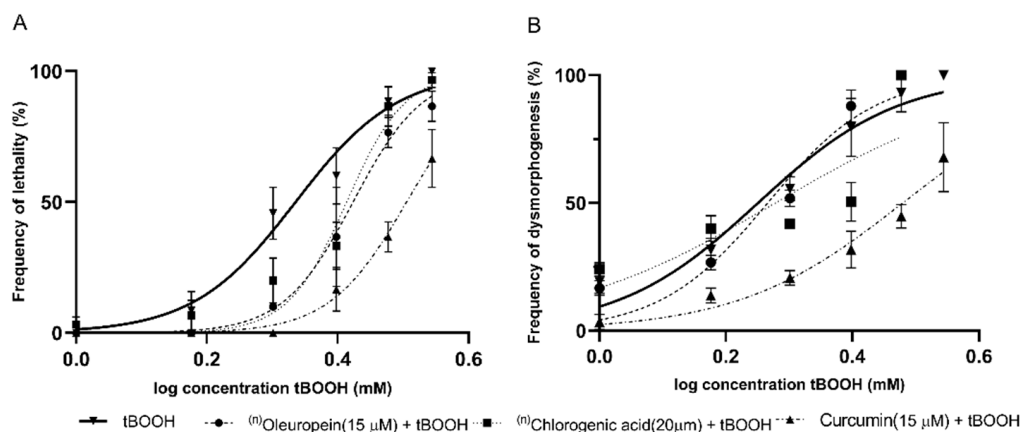 A
B
Frequency of lethality (%)
100
50
0
0.0 0.2 0.4 0.6
log concentration tBOOH (mM)
Frequency of dysmorphogenesis (%)
100
50
0
0.0 0.2 0.4 0.6
log concentration tBOOH (mM)
tBOOH (n)Oleuropein(15 μM) + tBOOH (n)Chlorogenic acid(20μm) + tBOOH Curcumin(15 μM) + tBOOH